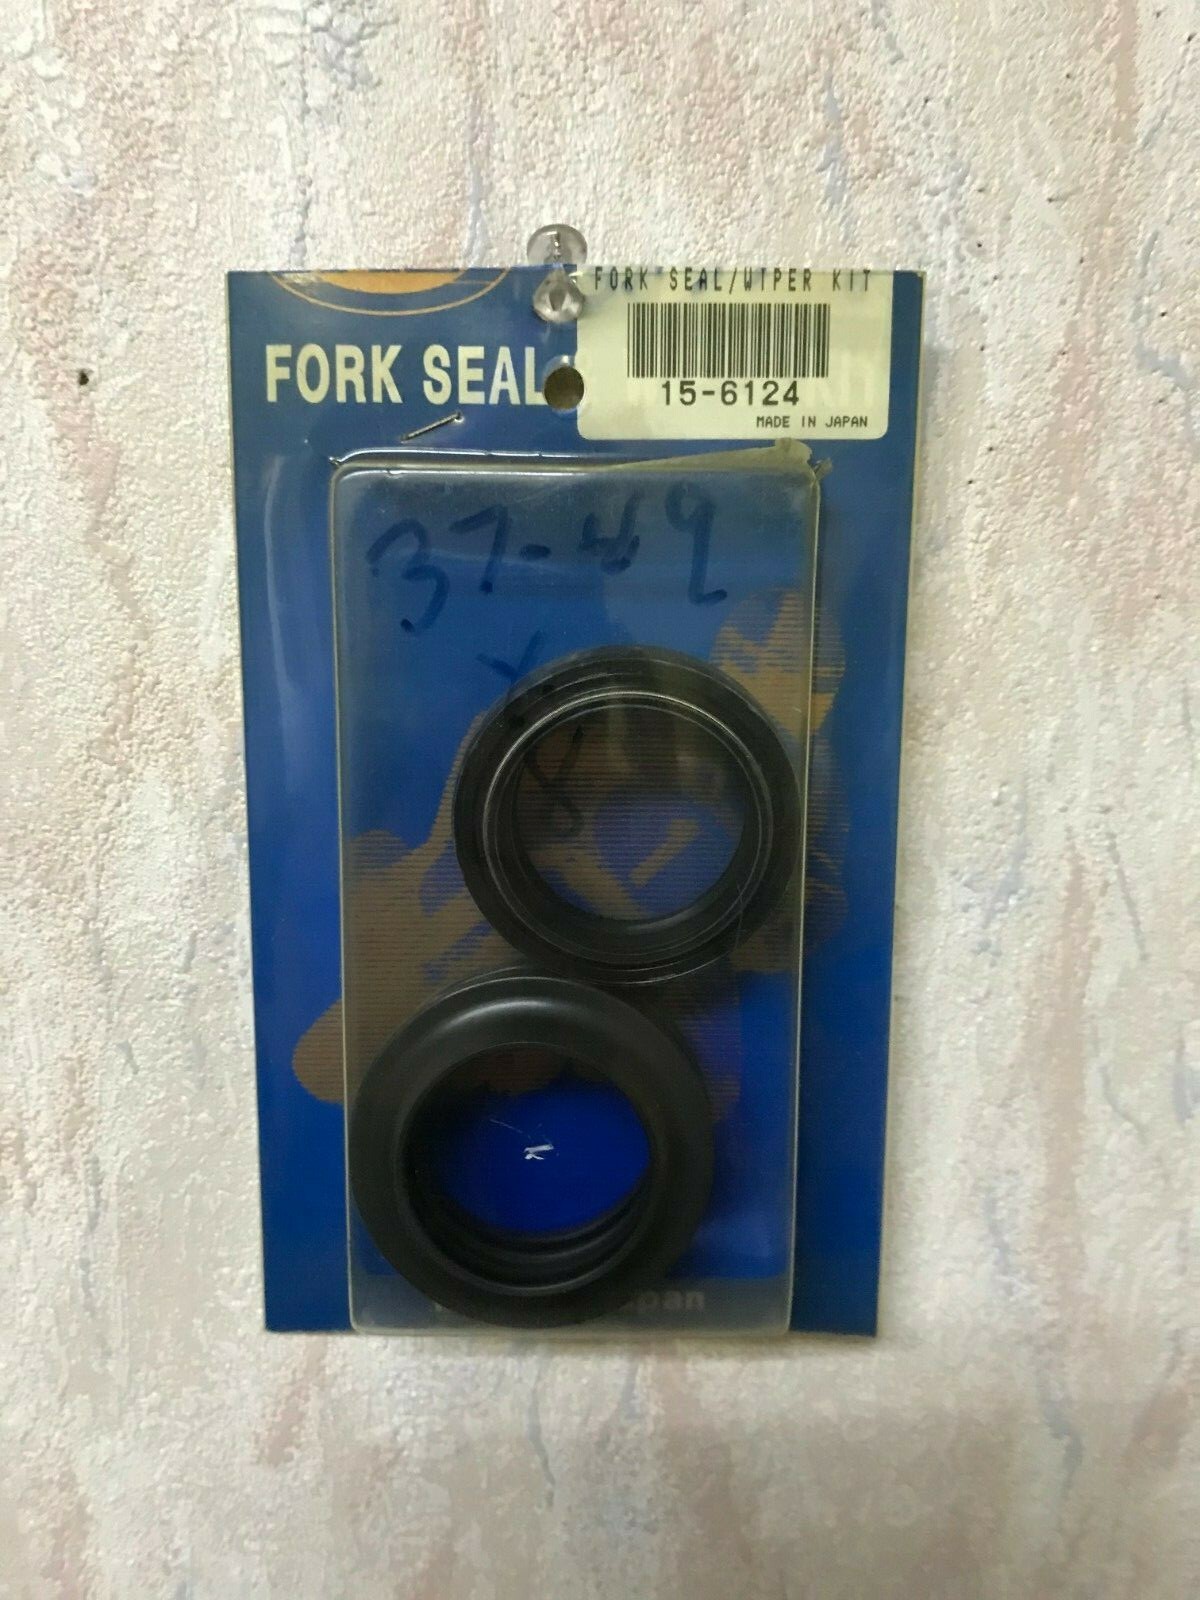 FORK SEAL/WIPER KIT
FORK SEAL
15-6124
MADE IN JAPAN
37-49